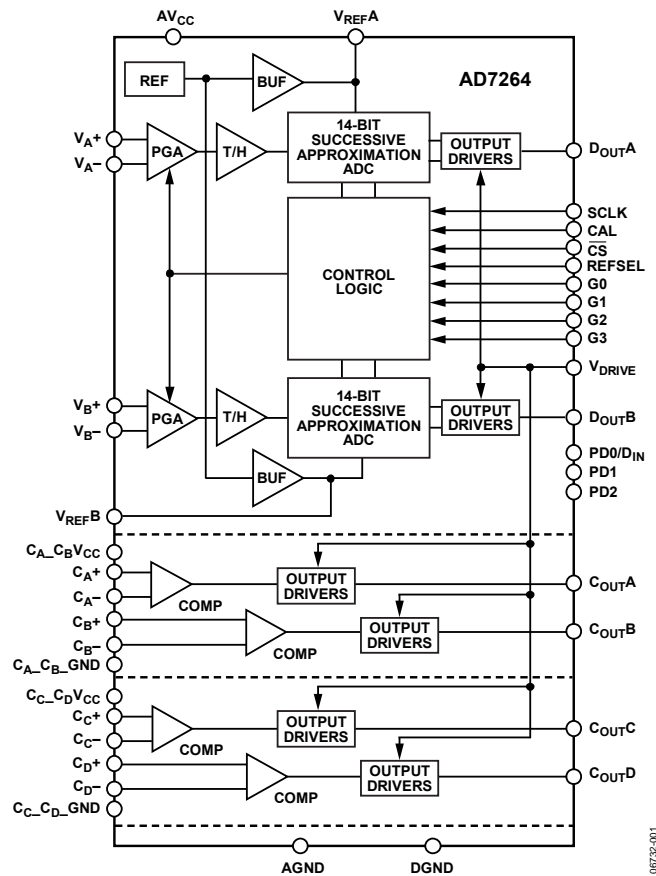 AVCC
VREFA
REF
BUF
AD7264
VA+
VA−
PGA
T/H
14-BIT
SUCCESSIVE
APPROXIMATION
ADC
OUTPUT
DRIVERS
DOUTA
SCLK
CAL
C̅S̅
REFSEL
G0
G1
G2
G3
CONTROL
LOGIC
VDRIVE
VB+
VB−
PGA
T/H
14-BIT
SUCCESSIVE
APPROXIMATION
ADC
OUTPUT
DRIVERS
DOUTB
PD0/DIN
PD1
PD2
BUF
VREFB
CA_CBVCC
CA+
CA−
COMP
OUTPUT
DRIVERS
COUTA
CB+
CB−
COMP
OUTPUT
DRIVERS
COUTB
CA_CB_GND
CC_CDVCC
CC+
CC−
COMP
OUTPUT
DRIVERS
COUTC
CD+
CD−
COMP
OUTPUT
DRIVERS
COUTD
CC_CD_GND
AGND
DGND
06732-001